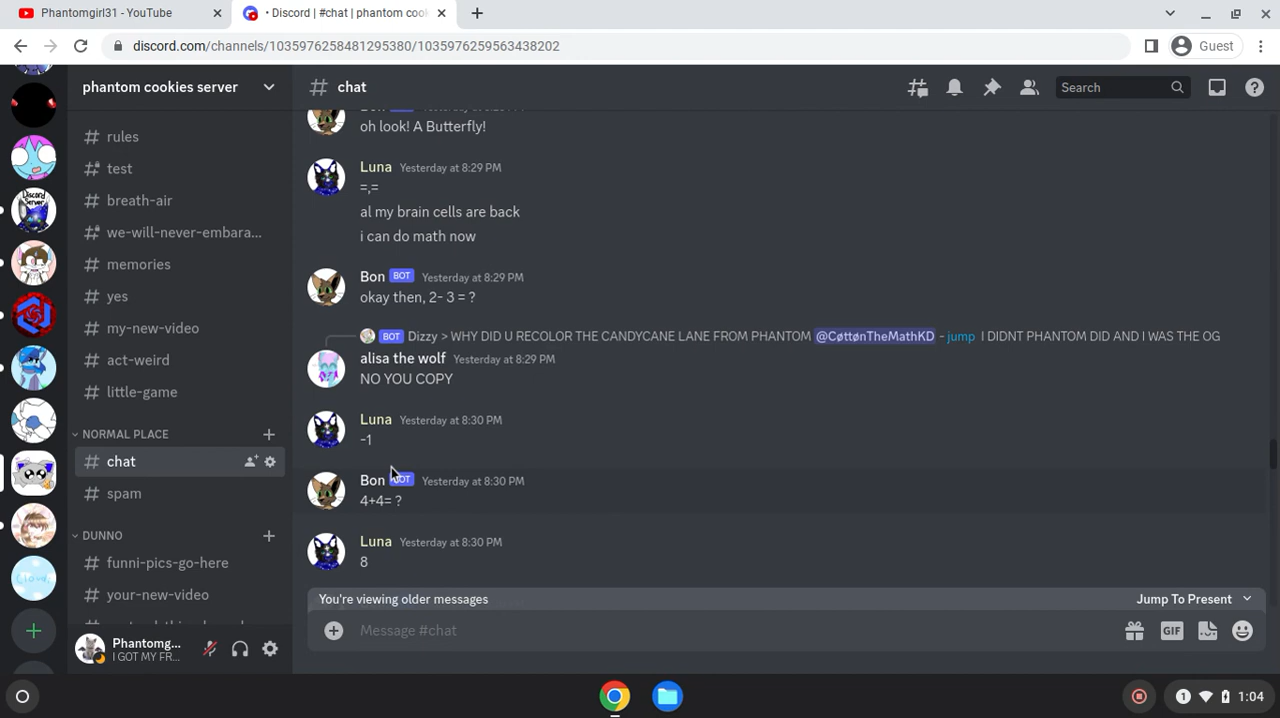 Phantomgirl31 - YouTube
• Discord | #chat | phantom cook
discord.com/channels/1035976258481295380/1035976259563438202
Guest
phantom cookies server
# chat
Search
# rules
# test
# breath-air
# we-will-never-embara...
# memories
# yes
# my-new-video
# act-weird
# little-game
NORMAL PLACE
# chat
# spam
DUNNO
# funni-pics-go-here
# your-new-video
Phantomg...
I GOT MY FR...
oh look! A Butterfly!
Luna Yesterday at 8:29 PM
=,=
al my brain cells are back
i can do math now
Bon BOT Yesterday at 8:29 PM
okay then, 2- 3 = ?
BOT Dizzy > WHY DID U RECOLOR THE CANDYCANE LANE FROM PHANTOM @CøttønTheMathKD - jump I DIDNT PHANTOM DID AND I WAS THE OG
alisa the wolf Yesterday at 8:29 PM
NO YOU COPY
Luna Yesterday at 8:30 PM
-1
Bon BOT Yesterday at 8:30 PM
4+4= ?
Luna Yesterday at 8:30 PM
8
You're viewing older messages
Jump To Present
Message #chat
GIF
1
1:04